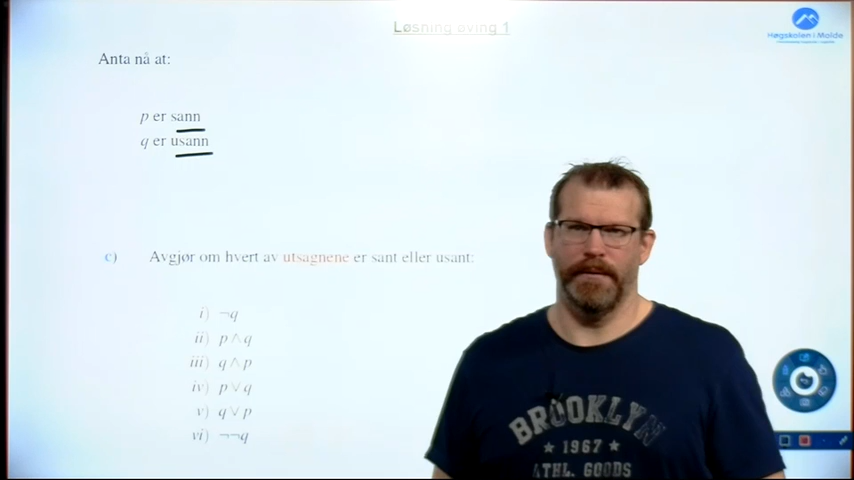 Løsning øving 1
Høgskolen i Molde
Anta nå at:
p er sann
q er usann
c) Avgjør om hvert av utsagnene er sant eller usant:
i) ¬q
ii) p ∧ q
iii) q ∧ p
iv) p ∨ q
v) q ∨ p
vi) ¬¬q
BROOKLYN
★ 1967 ★
ATHL. GOODS